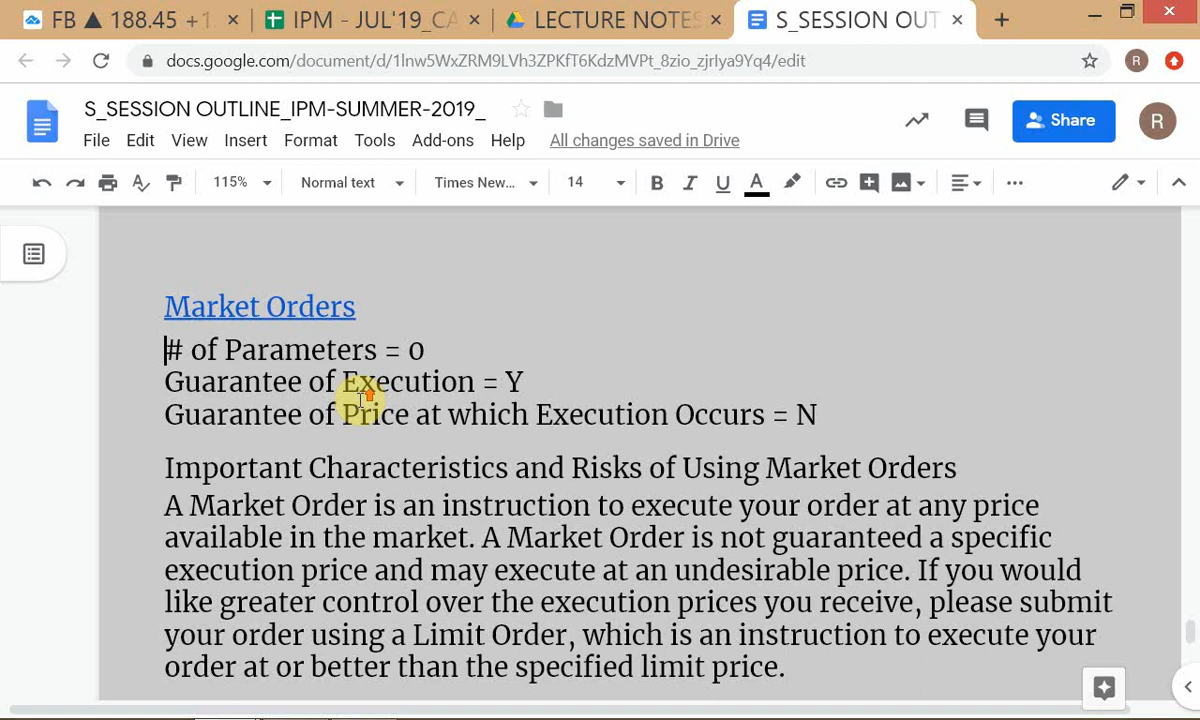 FB ▲ 188.45 +1
IPM - JUL'19_CA
LECTURE NOTES
S_SESSION OUT
docs.google.com/document/d/1lnw5WxZRM9LVh3ZPKfT6KdzMVPt_8zio_zjrlya9Yq4/edit
R
S_SESSION OUTLINE_IPM-SUMMER-2019_
File Edit View Insert Format Tools Add-ons Help All changes saved in Drive
Share
R
115% Normal text Times New... 14 B I U A
Market Orders
# of Parameters = 0
Guarantee of Execution = Y
Guarantee of Price at which Execution Occurs = N
Important Characteristics and Risks of Using Market Orders
A Market Order is an instruction to execute your order at any price
available in the market. A Market Order is not guaranteed a specific
execution price and may execute at an undesirable price. If you would
like greater control over the execution prices you receive, please submit
your order using a Limit Order, which is an instruction to execute your
order at or better than the specified limit price.